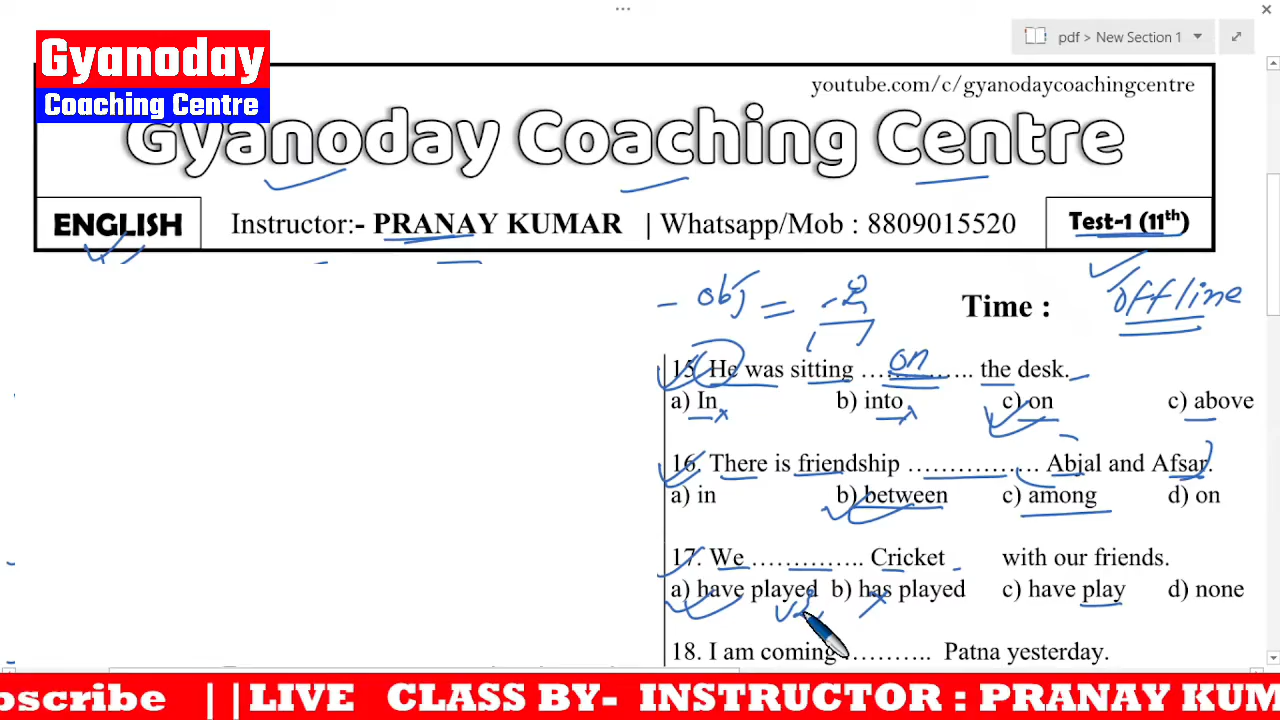 pdf > New Section 1
Gyanoday
Coaching Centre
youtube.com/c/gyanodaycoachingcentre
Gyanoday Coaching Centre
ENGLISH
Instructor:- PRANAY KUMAR | Whatsapp/Mob : 8809015520
Test-1 (11th)
- obj =
Time :
offline
15. He was sitting ………on……….. the desk.
a) In b) into c) on c) above
16. There is friendship ……………… Abjal and Afsar.
a) in b) between c) among d) on
17. We ………….. Cricket with our friends.
a) have played b) has played c) have play d) none
18. I am coming ……….. Patna yesterday.
bscribe ||LIVE CLASS BY- INSTRUCTOR : PRANAY KUM